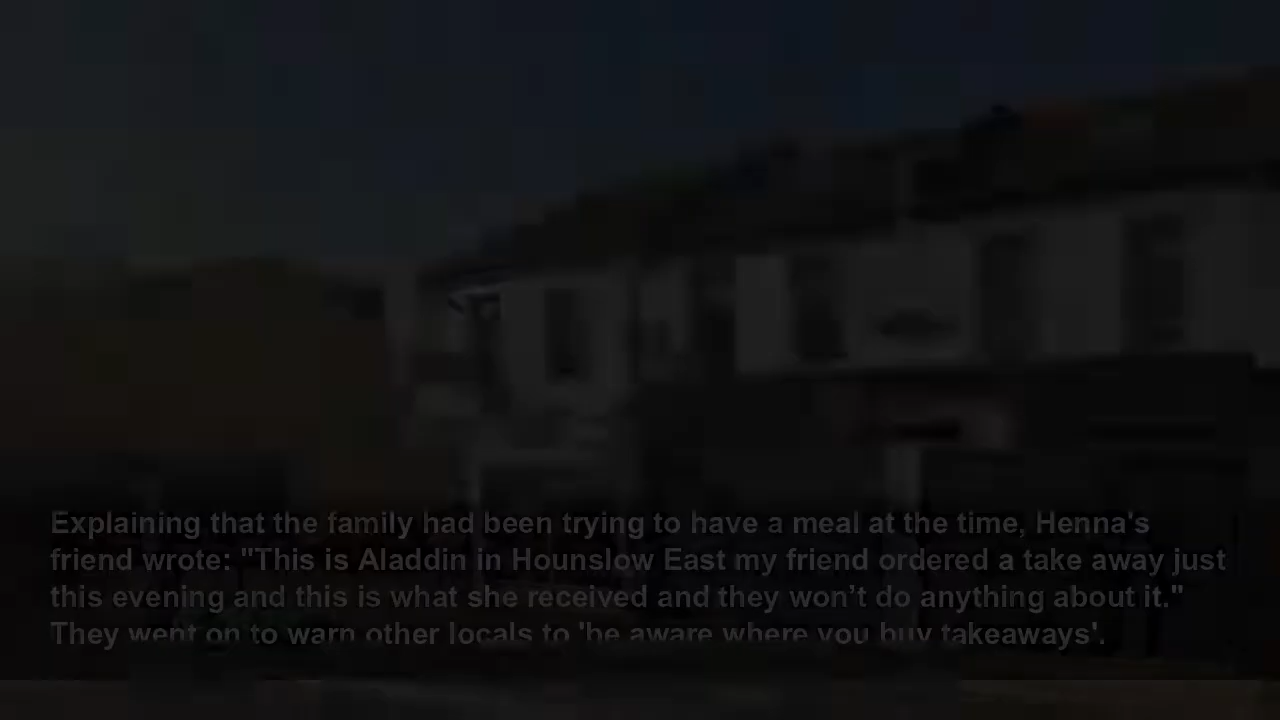 Explaining that the family had been trying to have a meal at the time, Henna's
friend wrote: "This is Aladdin in Hounslow East my friend ordered a take away just
this evening and this is what she received and they won’t do anything about it."
They went on to warn other locals to 'be aware where you buy takeaways'.